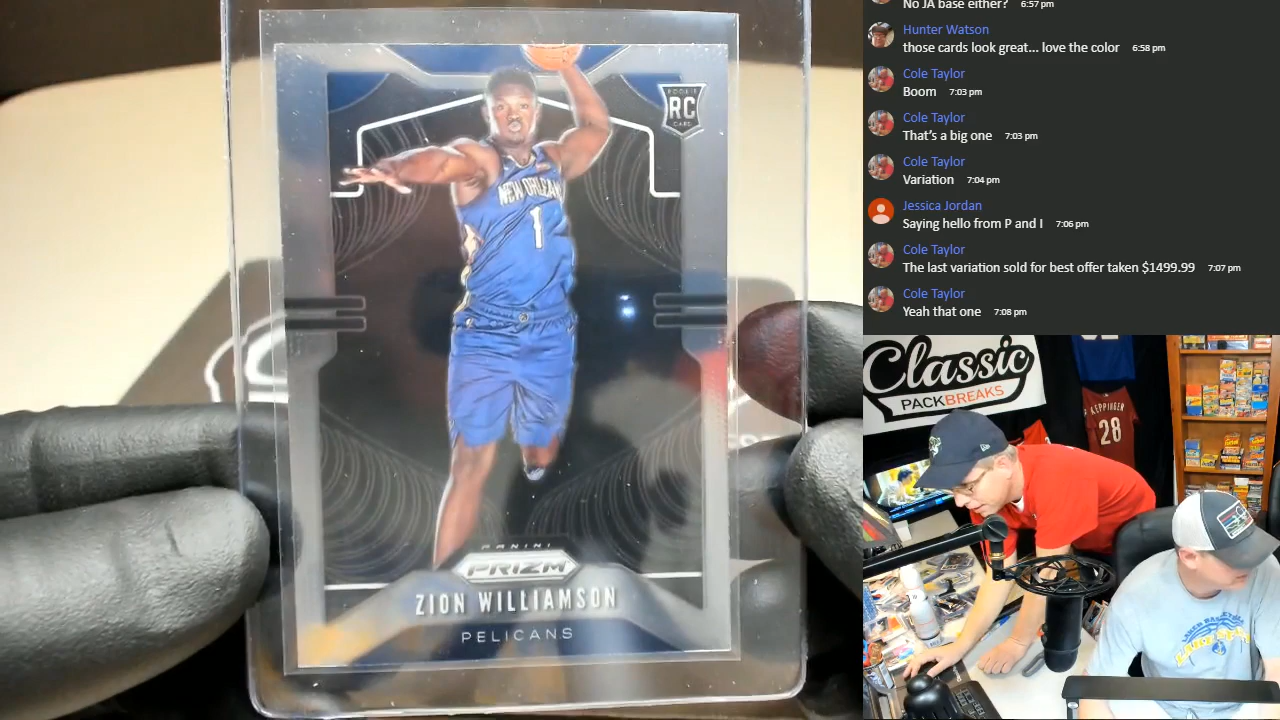 ROOKIE
RC
CARD
NEW ORLEANS
1
PANINI
PRIZM
ZION WILLIAMSON
PELICANS
No JA base either? 6:57 pm
Hunter Watson
those cards look great... love the color 6:58 pm
Cole Taylor
Boom 7:03 pm
Cole Taylor
That's a big one 7:03 pm
Cole Taylor
Variation 7:04 pm
Jessica Jordan
Saying hello from P and I 7:06 pm
Cole Taylor
The last variation sold for best offer taken $1499.99 7:07 pm
Cole Taylor
Yeah that one 7:08 pm
Classic
PACKBREAKS
KEPPINGER
28